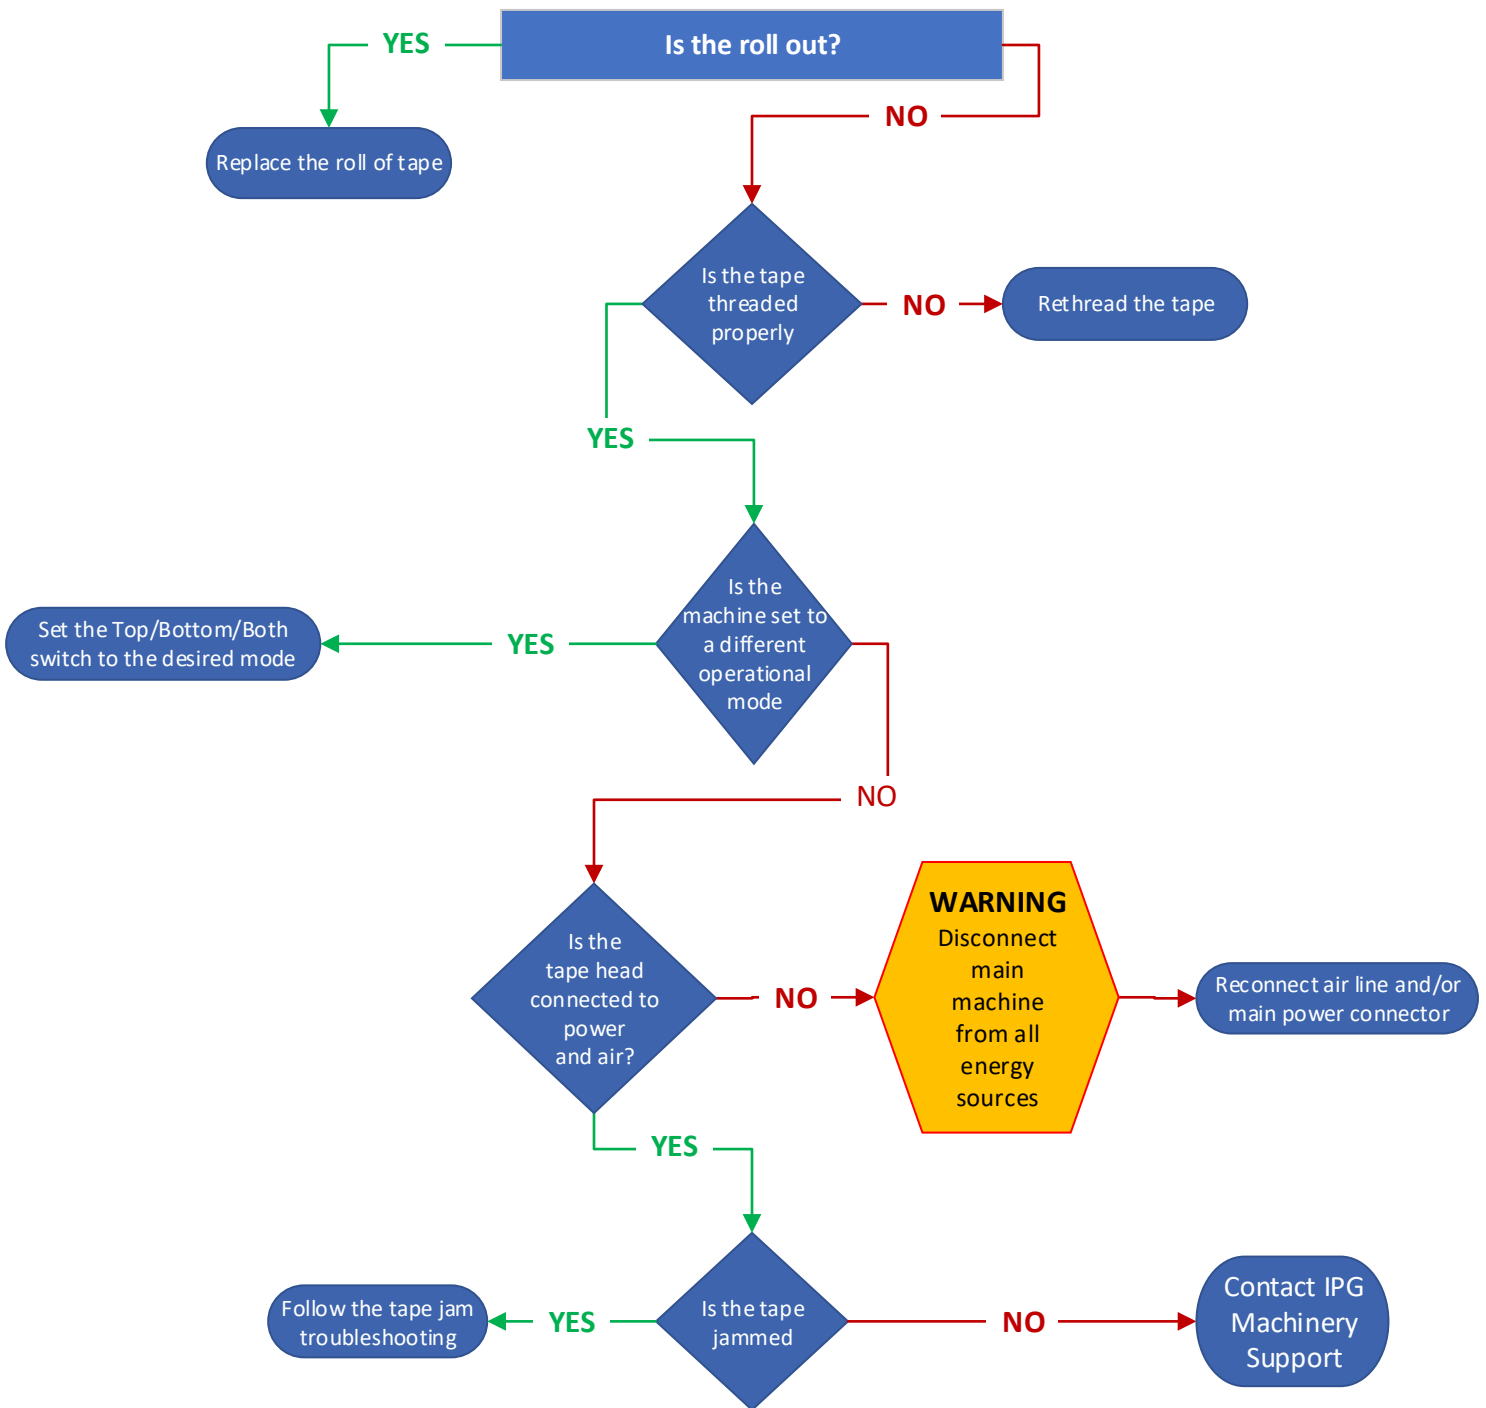 Is the roll out?
YES
NO
Replace the roll of tape
Is the tape
threaded
properly
NO
Rethread the tape
YES
Is the
machine set to
a different
operational
mode
YES
Set the Top/Bottom/Both
switch to the desired mode
NO
Is the
tape head
connected to
power
and air?
NO
WARNING
Disconnect
main
machine
from all
energy
sources
Reconnect air line and/or
main power connector
YES
Is the tape
jammed
YES
Follow the tape jam
troubleshooting
NO
Contact IPG
Machinery
Support